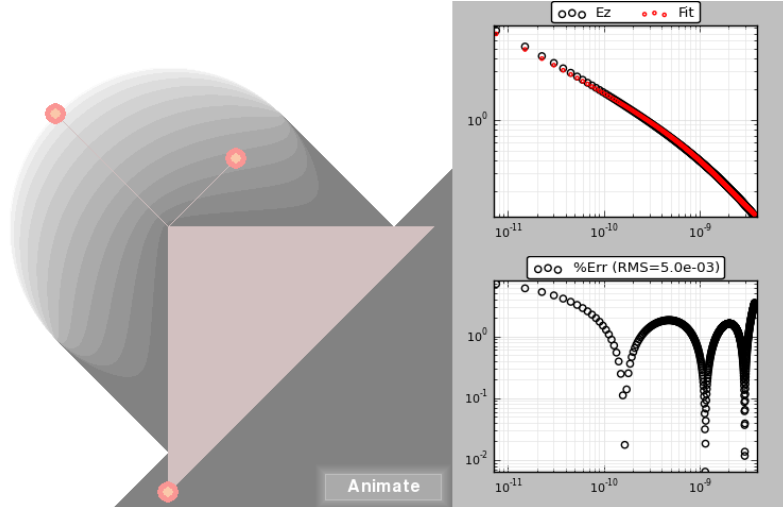 Ez Fit
10⁰
10⁻¹¹ 10⁻¹⁰ 10⁻⁹
%Err (RMS=5.0e-03)
10⁰
10⁻¹
10⁻²
10⁻¹¹ 10⁻¹⁰ 10⁻⁹
Animate